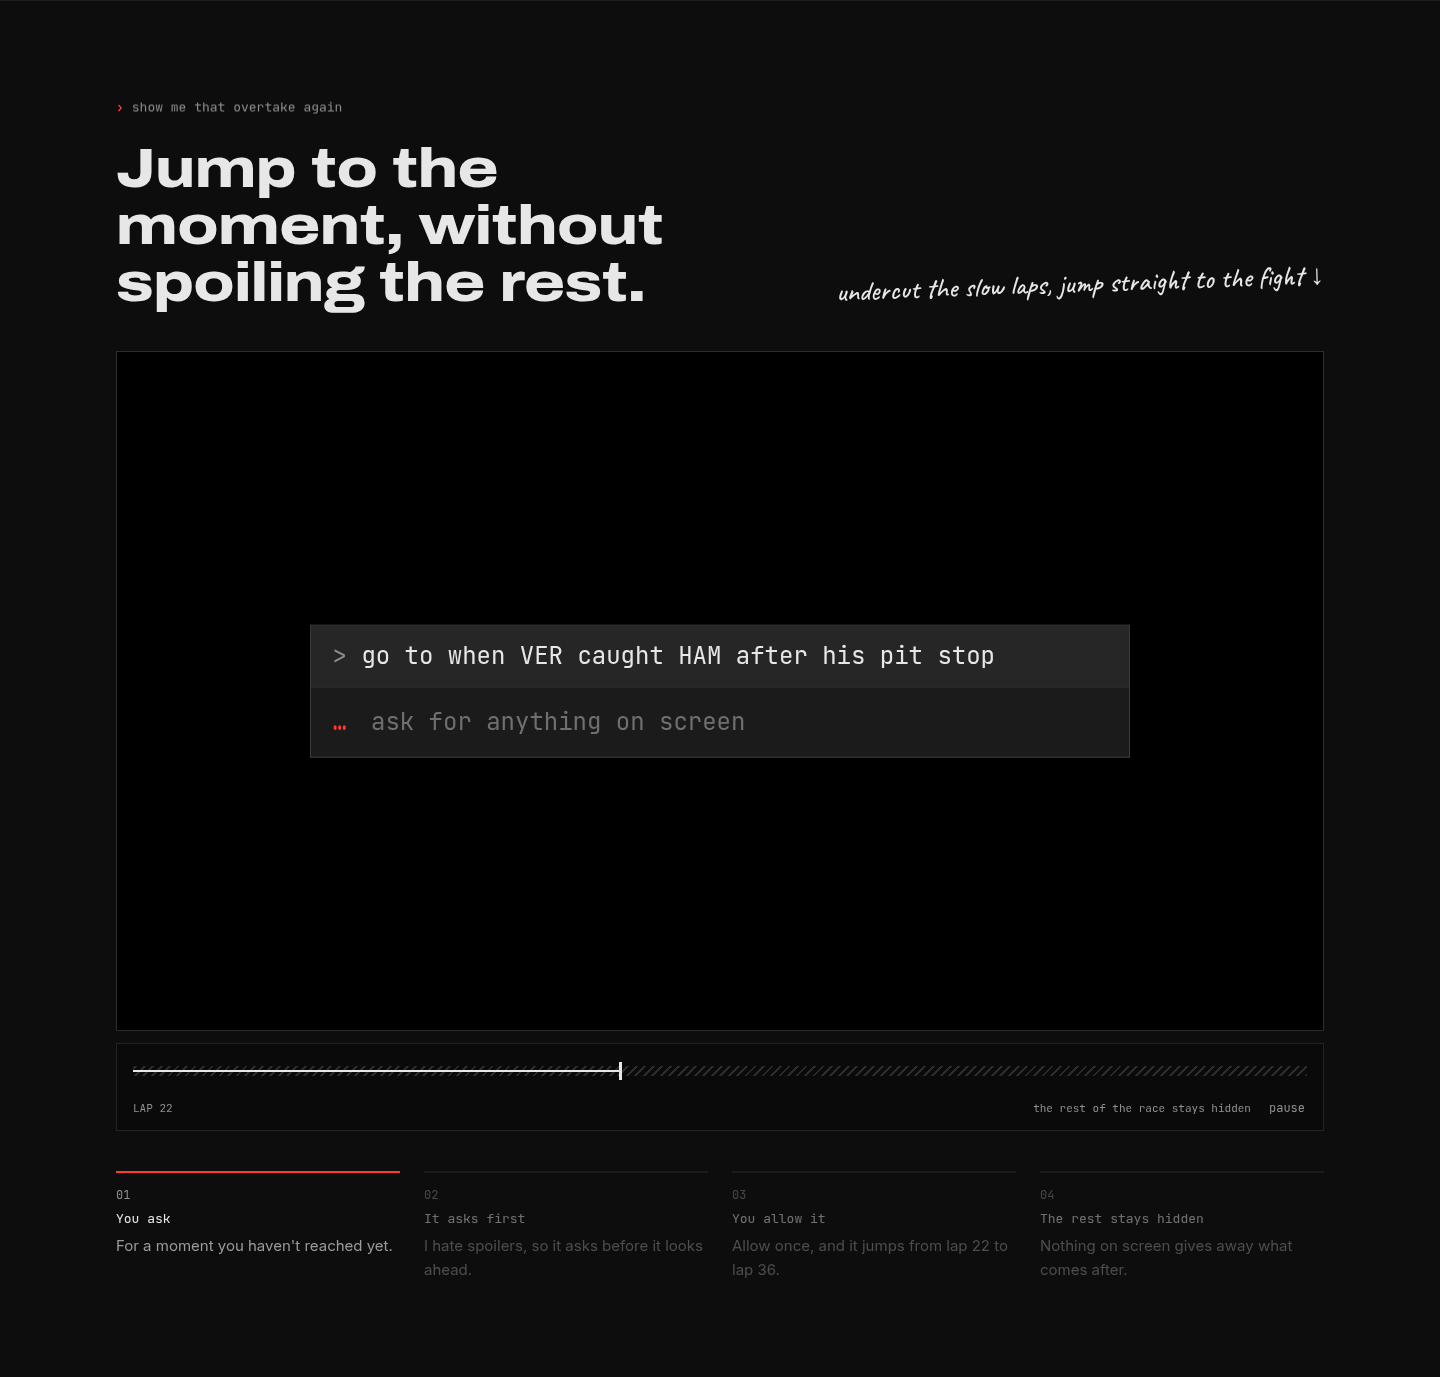 › show me that overtake again
Jump to the
moment, without
spoiling the rest.
undercut the slow laps, jump straight to the fight ↓
> go to when VER caught HAM after his pit stop
… ask for anything on screen
LAP 22
the rest of the race stays hidden pause
01
You ask
For a moment you haven't reached yet.
02
It asks first
I hate spoilers, so it asks before it looks
ahead.
03
You allow it
Allow once, and it jumps from lap 22 to
lap 36.
04
The rest stays hidden
Nothing on screen gives away what
comes after.